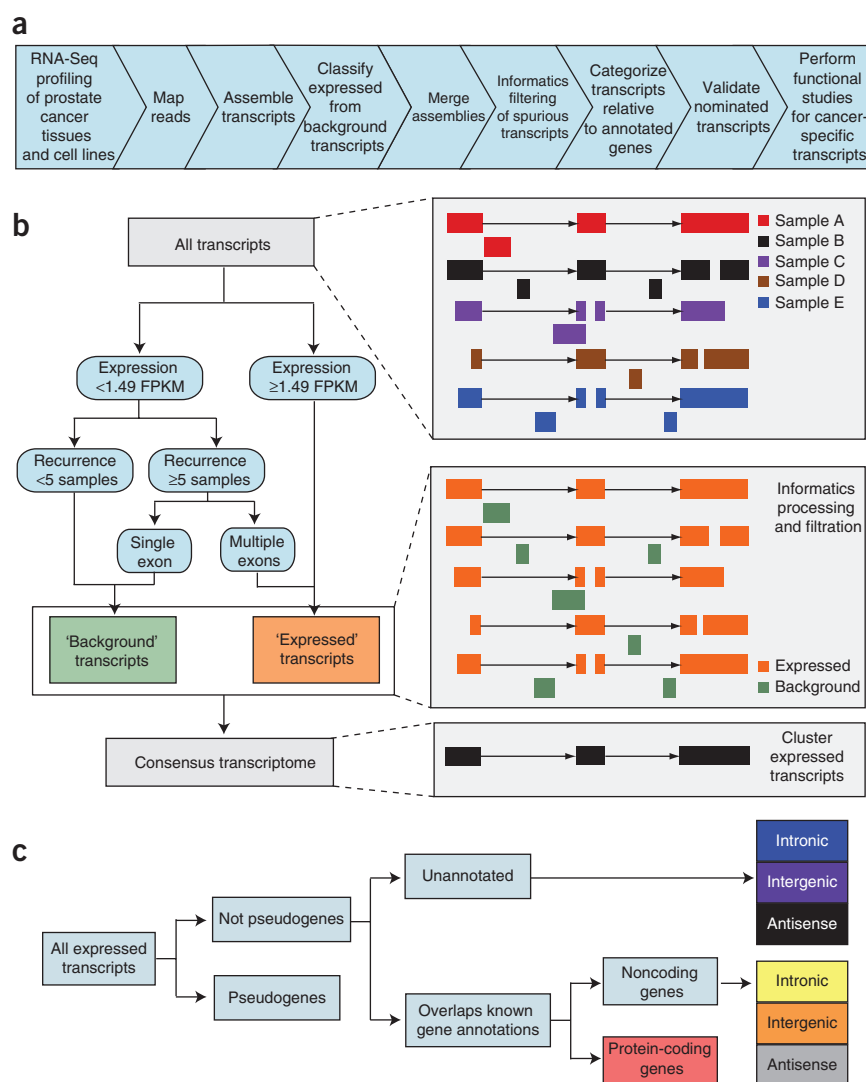 a
RNA-Seq
profiling
of prostate
cancer
tissues
and cell lines
Map
reads
Assemble
transcripts
Classify
expressed
from
background
transcripts
Merge
assemblies
Informatics
filtering
of spurious
transcripts
Categorize
transcripts
relative
to annotated
genes
Validate
nominated
transcripts
Perform
functional
studies
for cancer-
specific
transcripts
b
All transcripts
Expression
<1.49 FPKM
Expression
≥1.49 FPKM
Recurrence
<5 samples
Recurrence
≥5 samples
Single
exon
Multiple
exons
'Background'
transcripts
'Expressed'
transcripts
Consensus transcriptome
Sample A
Sample B
Sample C
Sample D
Sample E
Informatics
processing
and filtration
Expressed
Background
Cluster
expressed
transcripts
c
All expressed
transcripts
Not pseudogenes
Pseudogenes
Unannotated
Overlaps known
gene annotations
Noncoding
genes
Protein-coding
genes
Intronic
Intergenic
Antisense
Intronic
Intergenic
Antisense